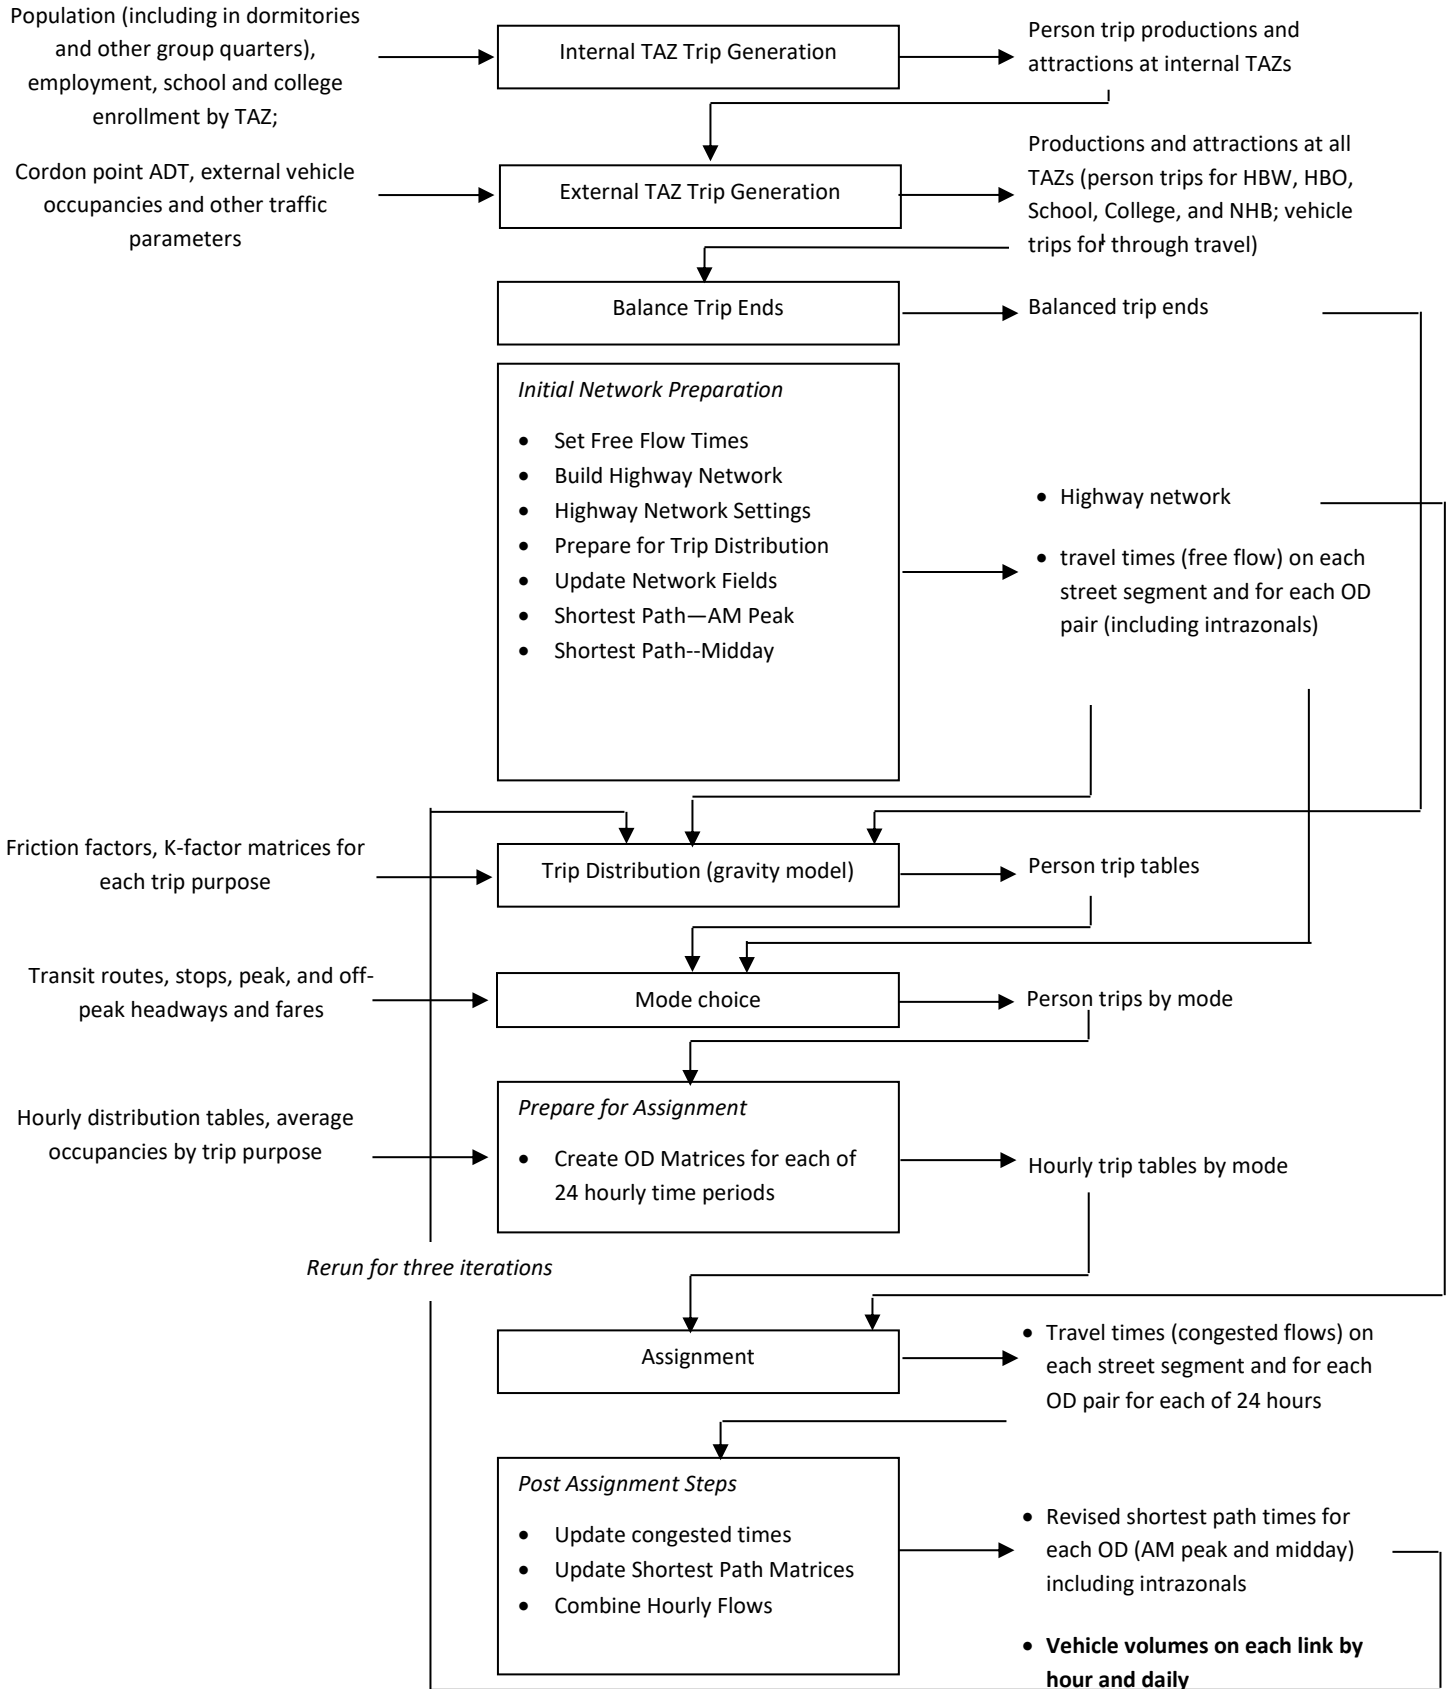 Population (including in dormitories
and other group quarters),
employment, school and college
enrollment by TAZ;
Internal TAZ Trip Generation
Person trip productions and
attractions at internal TAZs
Cordon point ADT, external vehicle
occupancies and other traffic
parameters
External TAZ Trip Generation
Productions and attractions at all
TAZs (person trips for HBW, HBO,
School, College, and NHB; vehicle
trips for through travel)
Balance Trip Ends
Balanced trip ends
Initial Network Preparation
• Set Free Flow Times
• Build Highway Network
• Highway Network Settings
• Prepare for Trip Distribution
• Update Network Fields
• Shortest Path—AM Peak
• Shortest Path--Midday
• Highway network
• travel times (free flow) on each
street segment and for each OD
pair (including intrazonals)
Friction factors, K-factor matrices for
each trip purpose
Trip Distribution (gravity model)
Person trip tables
Transit routes, stops, peak, and off-
peak headways and fares
Mode choice
Person trips by mode
Hourly distribution tables, average
occupancies by trip purpose
Prepare for Assignment
• Create OD Matrices for each of
24 hourly time periods
Hourly trip tables by mode
Rerun for three iterations
Assignment
• Travel times (congested flows) on
each street segment and for each
OD pair for each of 24 hours
Post Assignment Steps
• Update congested times
• Update Shortest Path Matrices
• Combine Hourly Flows
• Revised shortest path times for
each OD (AM peak and midday)
including intrazonals
• Vehicle volumes on each link by
hour and daily